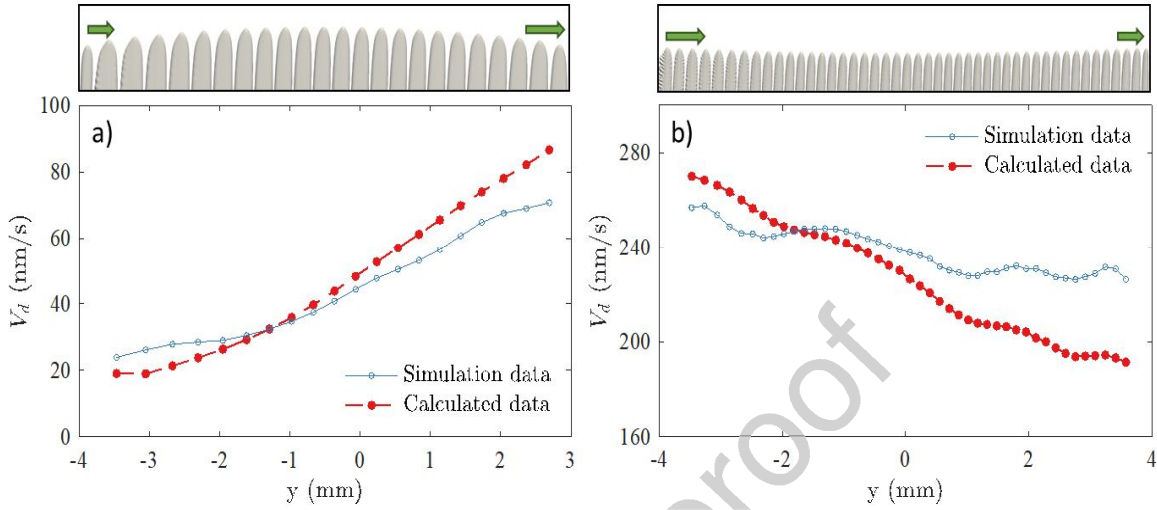 a)
100
80
60
40
20
0
V_d (nm/s)
Simulation data
Calculated data
-4 -3 -2 -1 0 1 2 3
y (mm)
b)
280
240
200
160
V_d (nm/s)
Simulation data
Calculated data
-4 -2 0 2 4
y (mm)
proof